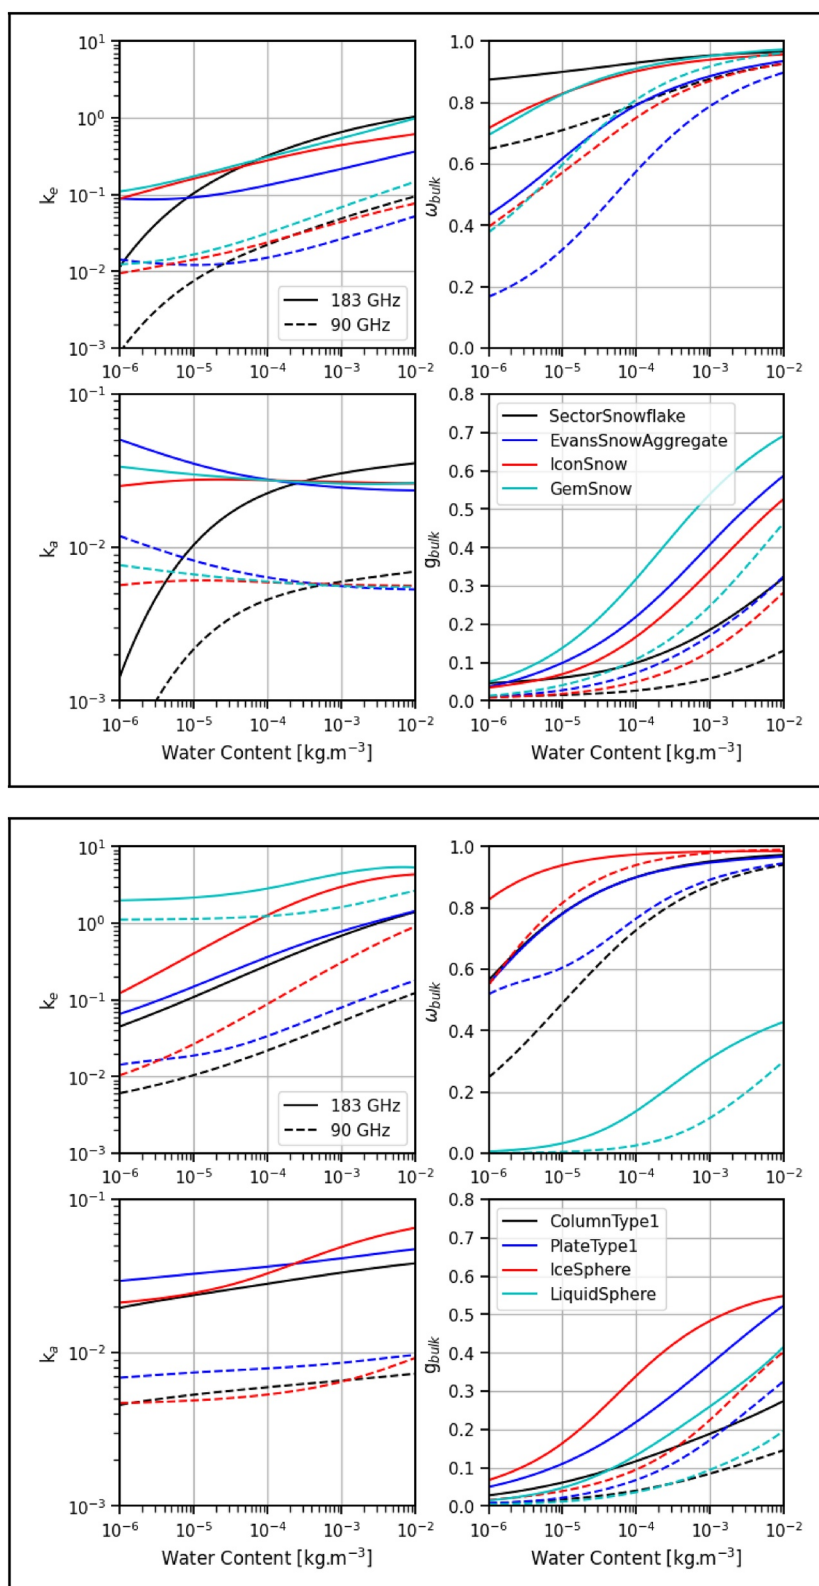 10¹
10⁰
10⁻¹
10⁻²
10⁻³
kₑ
183 GHz
90 GHz
10⁻⁶ 10⁻⁵ 10⁻⁴ 10⁻³ 10⁻²
1.0
0.8
0.6
0.4
0.2
0.0
ω_bulk
10⁻⁶ 10⁻⁵ 10⁻⁴ 10⁻³ 10⁻²
10⁻¹
10⁻²
10⁻³
kₐ
10⁻⁶ 10⁻⁵ 10⁻⁴ 10⁻³ 10⁻²
Water Content [kg.m⁻³]
0.8
0.7
0.6
0.5
0.4
0.3
0.2
0.1
0.0
g_bulk
SectorSnowflake
EvansSnowAggregate
IconSnow
GemSnow
10⁻⁶ 10⁻⁵ 10⁻⁴ 10⁻³ 10⁻²
Water Content [kg.m⁻³]
10¹
10⁰
10⁻¹
10⁻²
10⁻³
kₑ
183 GHz
90 GHz
10⁻⁶ 10⁻⁵ 10⁻⁴ 10⁻³ 10⁻²
1.0
0.8
0.6
0.4
0.2
0.0
ω_bulk
10⁻⁶ 10⁻⁵ 10⁻⁴ 10⁻³ 10⁻²
10⁻¹
10⁻²
10⁻³
kₐ
10⁻⁶ 10⁻⁵ 10⁻⁴ 10⁻³ 10⁻²
Water Content [kg.m⁻³]
0.8
0.7
0.6
0.5
0.4
0.3
0.2
0.1
0.0
g_bulk
ColumnType1
PlateType1
IceSphere
LiquidSphere
10⁻⁶ 10⁻⁵ 10⁻⁴ 10⁻³ 10⁻²
Water Content [kg.m⁻³]